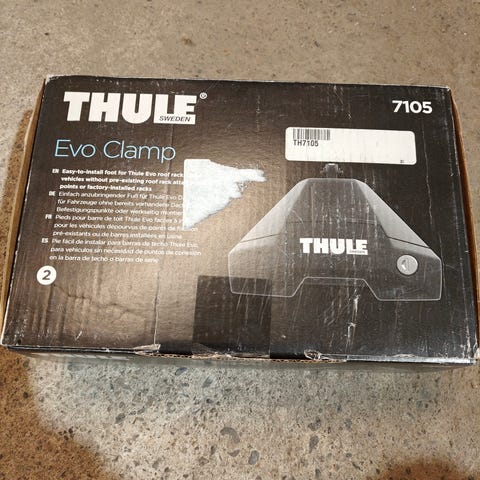 THULE®
SWEDEN
7105
TH7105
Evo Clamp
EN Easy-to-install foot for Thule Evo roof rack
vehicles without pre-existing roof rack
points or factory-installed racks
DE Einfach anzubringender Fuß für Thule Evo
für Fahrzeuge ohne bereits vorhandene
Befestigungspunkte oder werkseitig
FR Pieds pour barre de toit Thule Evo faciles à
pour les véhicules dépourvus de points de fixation
pré-existants ou de barres installées en usine
ES Pie fácil de instalar para barras de techo Thule Evo,
para vehículos sin necesidad de puntos de conexión
en la barra de techo o barras de serie
THULE
2